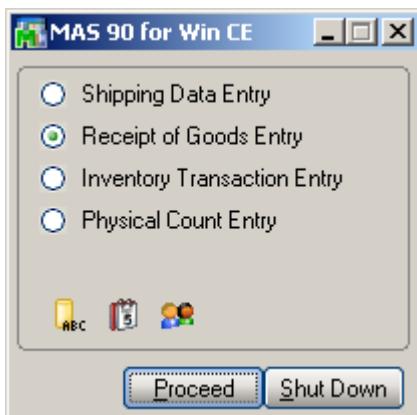 MAS 90 for Win CE
Shipping Data Entry
Receipt of Goods Entry
Inventory Transaction Entry
Physical Count Entry
ABC 5
Proceed Shut Down